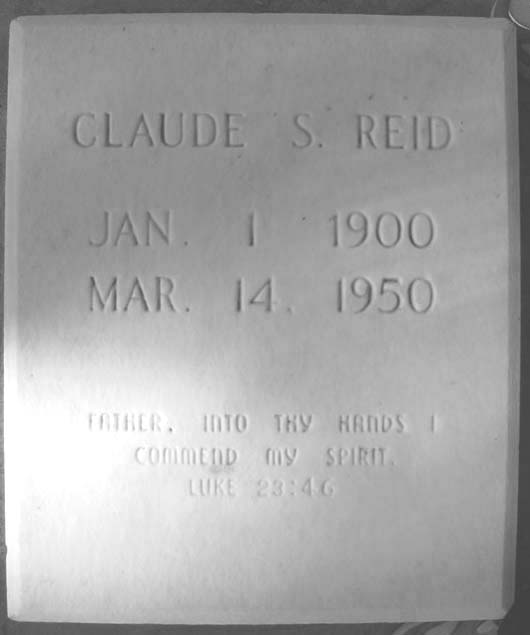 CLAUDE S. REID
JAN. 1 1900
MAR. 14, 1950
FATHER, INTO THY HANDS I
COMMEND MY SPIRIT.
LUKE 23:46